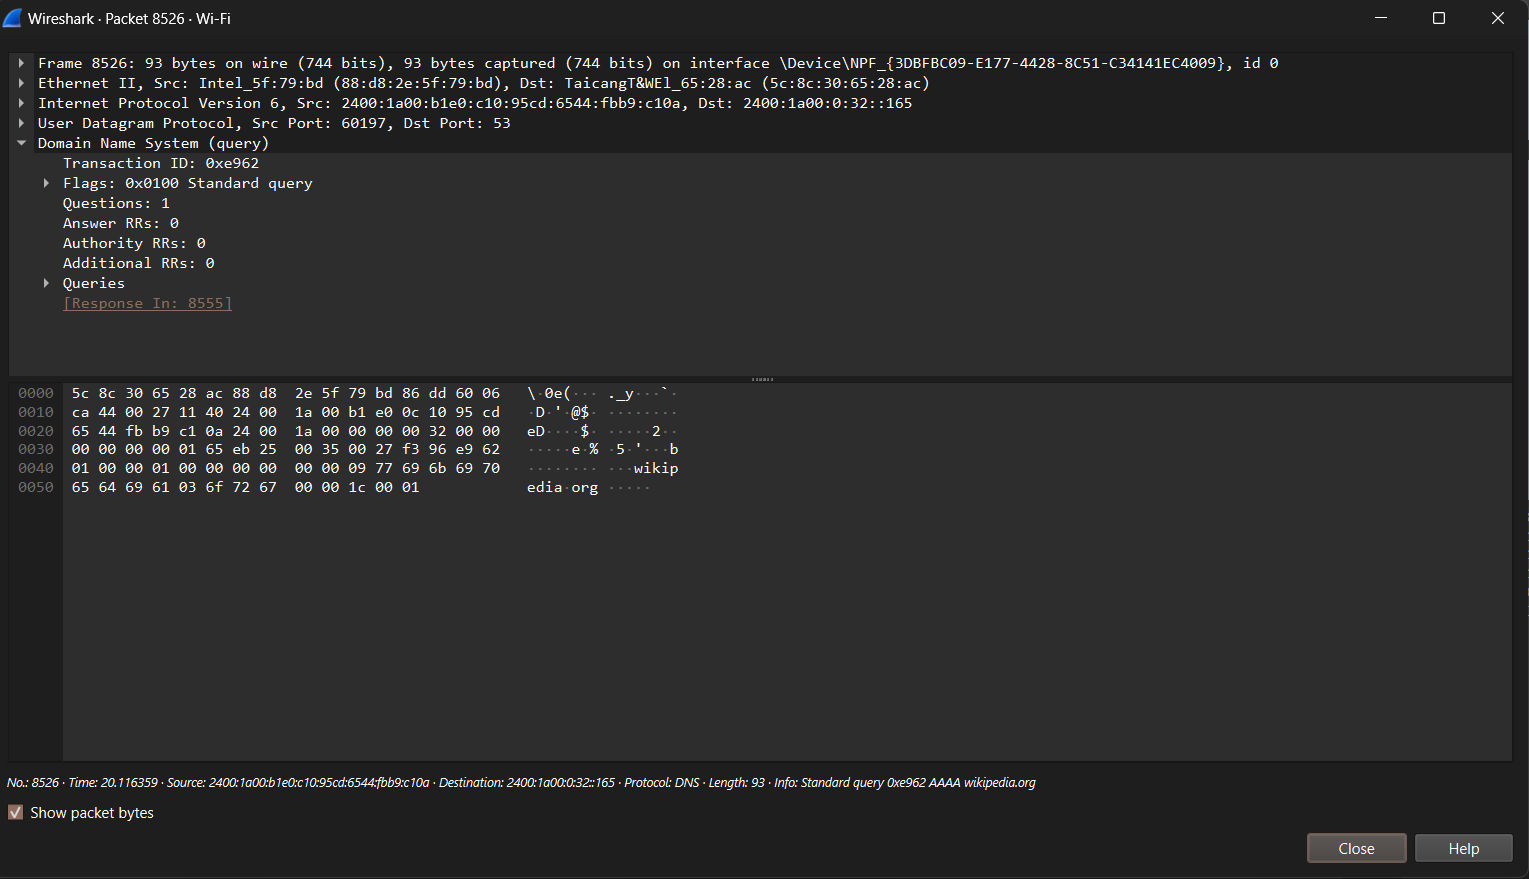 Wireshark · Packet 8526 · Wi-Fi
Frame 8526: 93 bytes on wire (744 bits), 93 bytes captured (744 bits) on interface \Device\NPF_{3DBFBC09-E177-4428-8C51-C34141EC4009}, id 0
Ethernet II, Src: Intel_5f:79:bd (88:d8:2e:5f:79:bd), Dst: TaicangT&WEl_65:28:ac (5c:8c:30:65:28:ac)
Internet Protocol Version 6, Src: 2400:1a00:b1e0:c10:95cd:6544:fbb9:c10a, Dst: 2400:1a00:0:32::165
User Datagram Protocol, Src Port: 60197, Dst Port: 53
Domain Name System (query)
Transaction ID: 0xe962
Flags: 0x0100 Standard query
Questions: 1
Answer RRs: 0
Authority RRs: 0
Additional RRs: 0
Queries
[Response In: 8555]
0000 5c 8c 30 65 28 ac 88 d8 2e 5f 79 bd 86 dd 60 06 \·0e(··· ._y···`·
0010 ca 44 00 27 11 40 24 00 1a 00 b1 e0 0c 10 95 cd ·D·'·@$· ········
0020 65 44 fb b9 c1 0a 24 00 1a 00 00 00 00 32 00 00 eD····$· ·····2··
0030 00 00 00 00 01 65 eb 25 00 35 00 27 f3 96 e9 62 ·····e·% ·5·'···b
0040 01 00 00 01 00 00 00 00 00 00 09 77 69 6b 69 70 ········ ···wikip
0050 65 64 69 61 03 6f 72 67 00 00 1c 00 01 edia·org ·····
No.: 8526 · Time: 20.116359 · Source: 2400:1a00:b1e0:c10:95cd:6544:fbb9:c10a · Destination: 2400:1a00:0:32::165 · Protocol: DNS · Length: 93 · Info: Standard query 0xe962 AAAA wikipedia.org
Show packet bytes
Close
Help